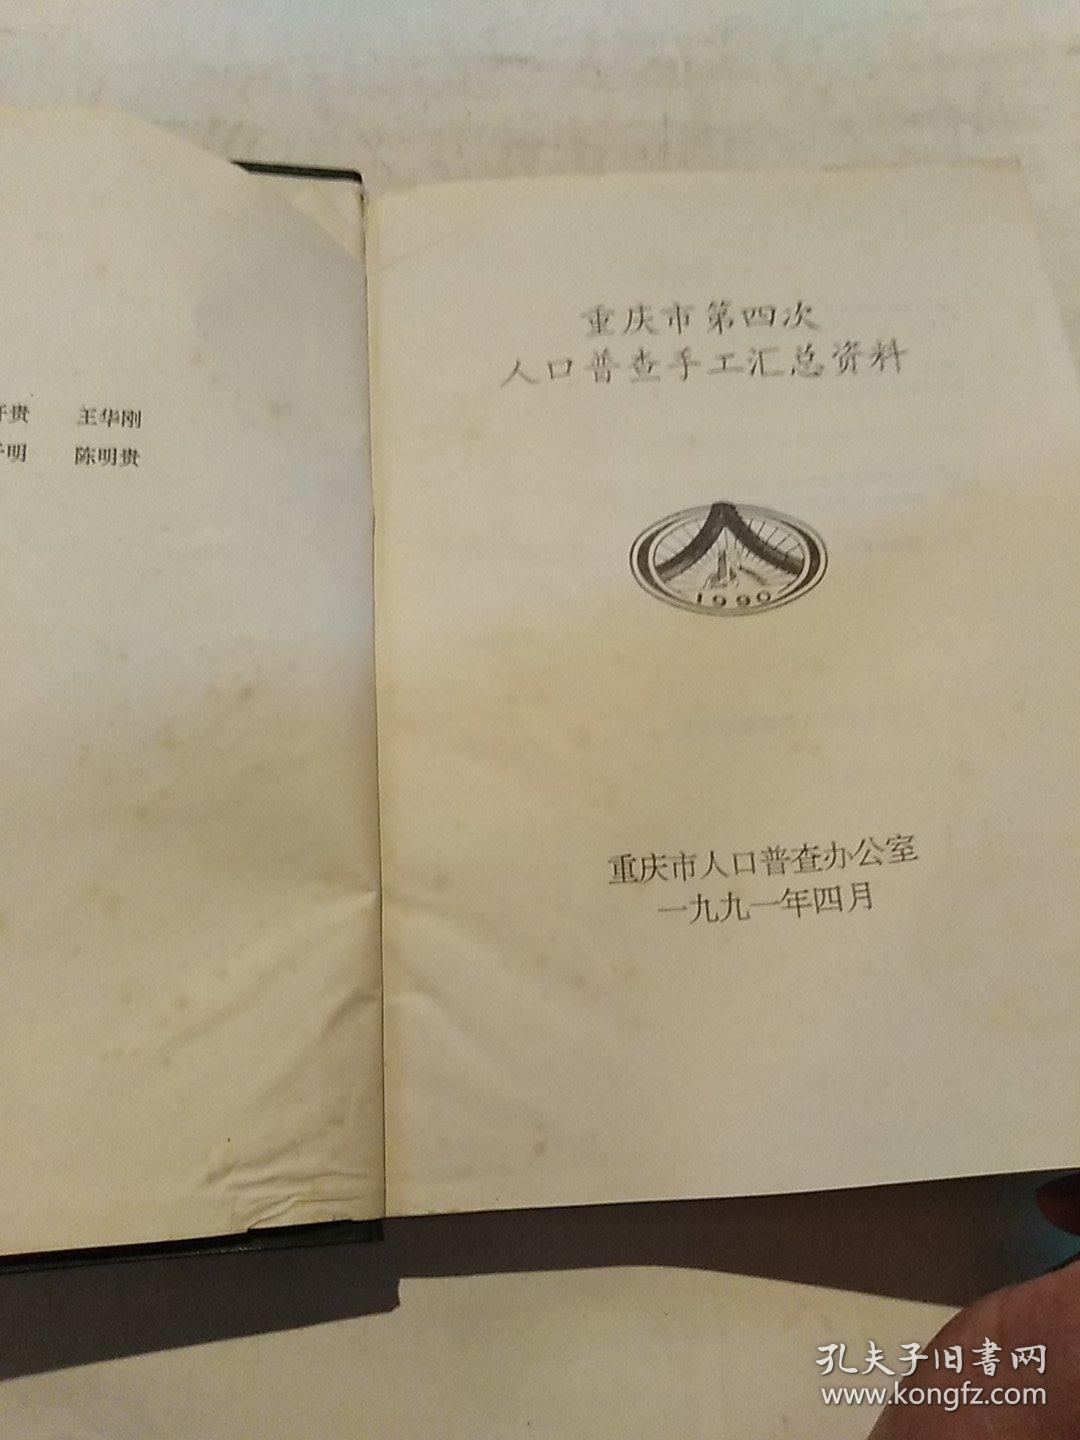 贵 王华刚
明 陈明贵
重庆市第四次
人口普查手工汇总资料
1990
重庆市人口普查办公室
一九九一年四月
孔夫子旧书网
www.kongfz.com